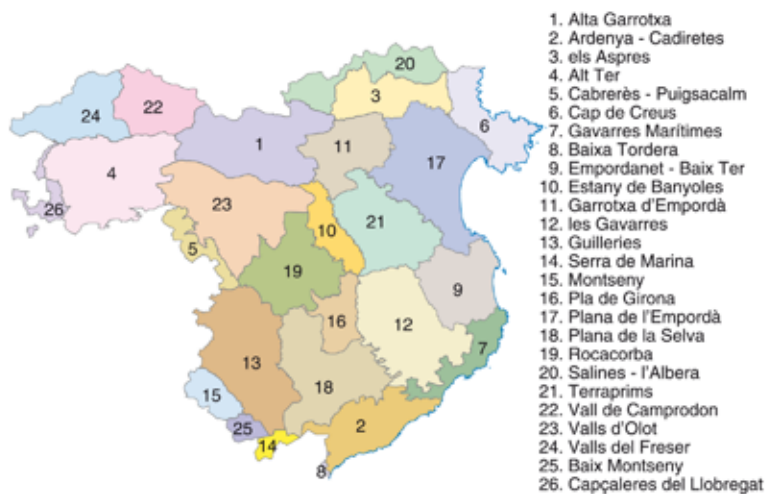 1. Alta Garrotxa
2. Ardenya - Cadiretes
3. els Aspres
4. Alt Ter
5. Cabrerès - Puigsacalm
6. Cap de Creus
7. Gavarres Marítimes
8. Baixa Tordera
9. Empordanet - Baix Ter
10. Estany de Banyoles
11. Garrotxa d'Empordà
12. les Gavarres
13. Guilleries
14. Serra de Marina
15. Montseny
16. Pla de Girona
17. Plana de l'Empordà
18. Plana de la Selva
19. Rocacorba
20. Salines - l'Albera
21. Terraprims
22. Vall de Camprodon
23. Valls d'Olot
24. Valls del Freser
25. Baix Montseny
26. Capçaleres del Llobregat
20
22
3
24
6
1
11
17
4
23
26
10
21
5
19
9
16
12
7
13
18
15
2
25
14
8